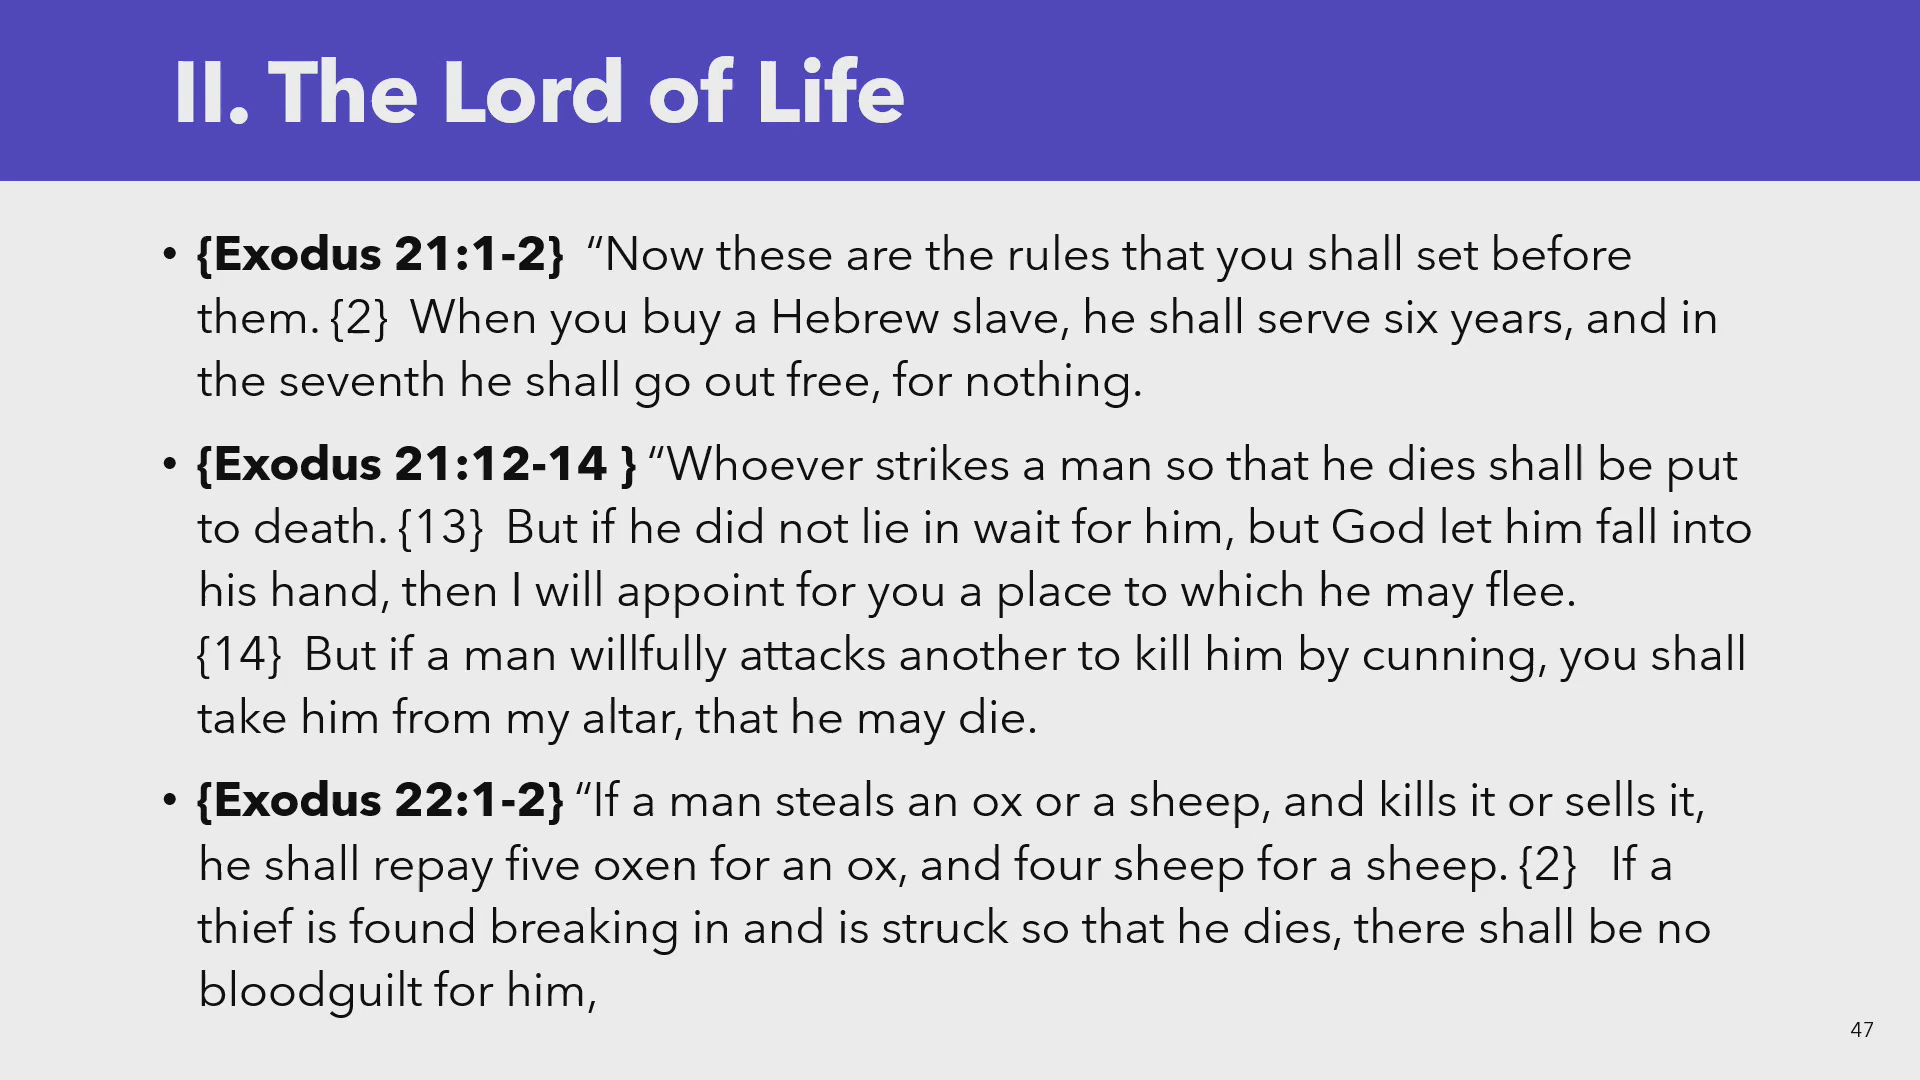 II. The Lord of Life
• {Exodus 21:1-2}  “Now these are the rules that you shall set before
them. {2}  When you buy a Hebrew slave, he shall serve six years, and in
the seventh he shall go out free, for nothing.
• {Exodus 21:12-14 } “Whoever strikes a man so that he dies shall be put
to death. {13}  But if he did not lie in wait for him, but God let him fall into
his hand, then I will appoint for you a place to which he may flee.
{14}  But if a man willfully attacks another to kill him by cunning, you shall
take him from my altar, that he may die.
• {Exodus 22:1-2} “If a man steals an ox or a sheep, and kills it or sells it,
he shall repay five oxen for an ox, and four sheep for a sheep. {2}   If a
thief is found breaking in and is struck so that he dies, there shall be no
bloodguilt for him,
47